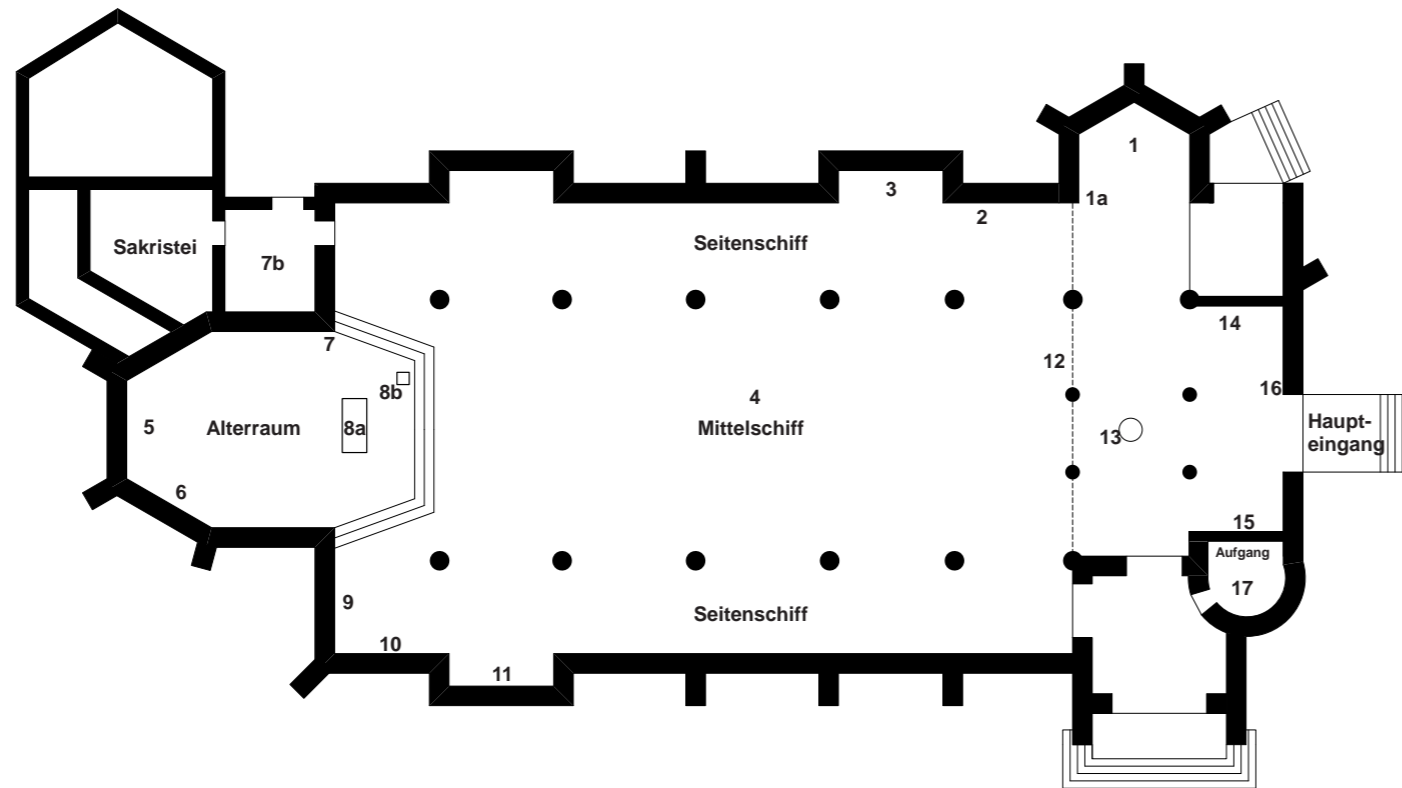 1
3
1a
2
Sakristei
Seitenschiff
7b
14
7
12
8b
4
16
5
Alterraum
8a
Mittelschiff
13
Haupt-
eingang
6
15
Aufgang
17
9
Seitenschiff
10
11